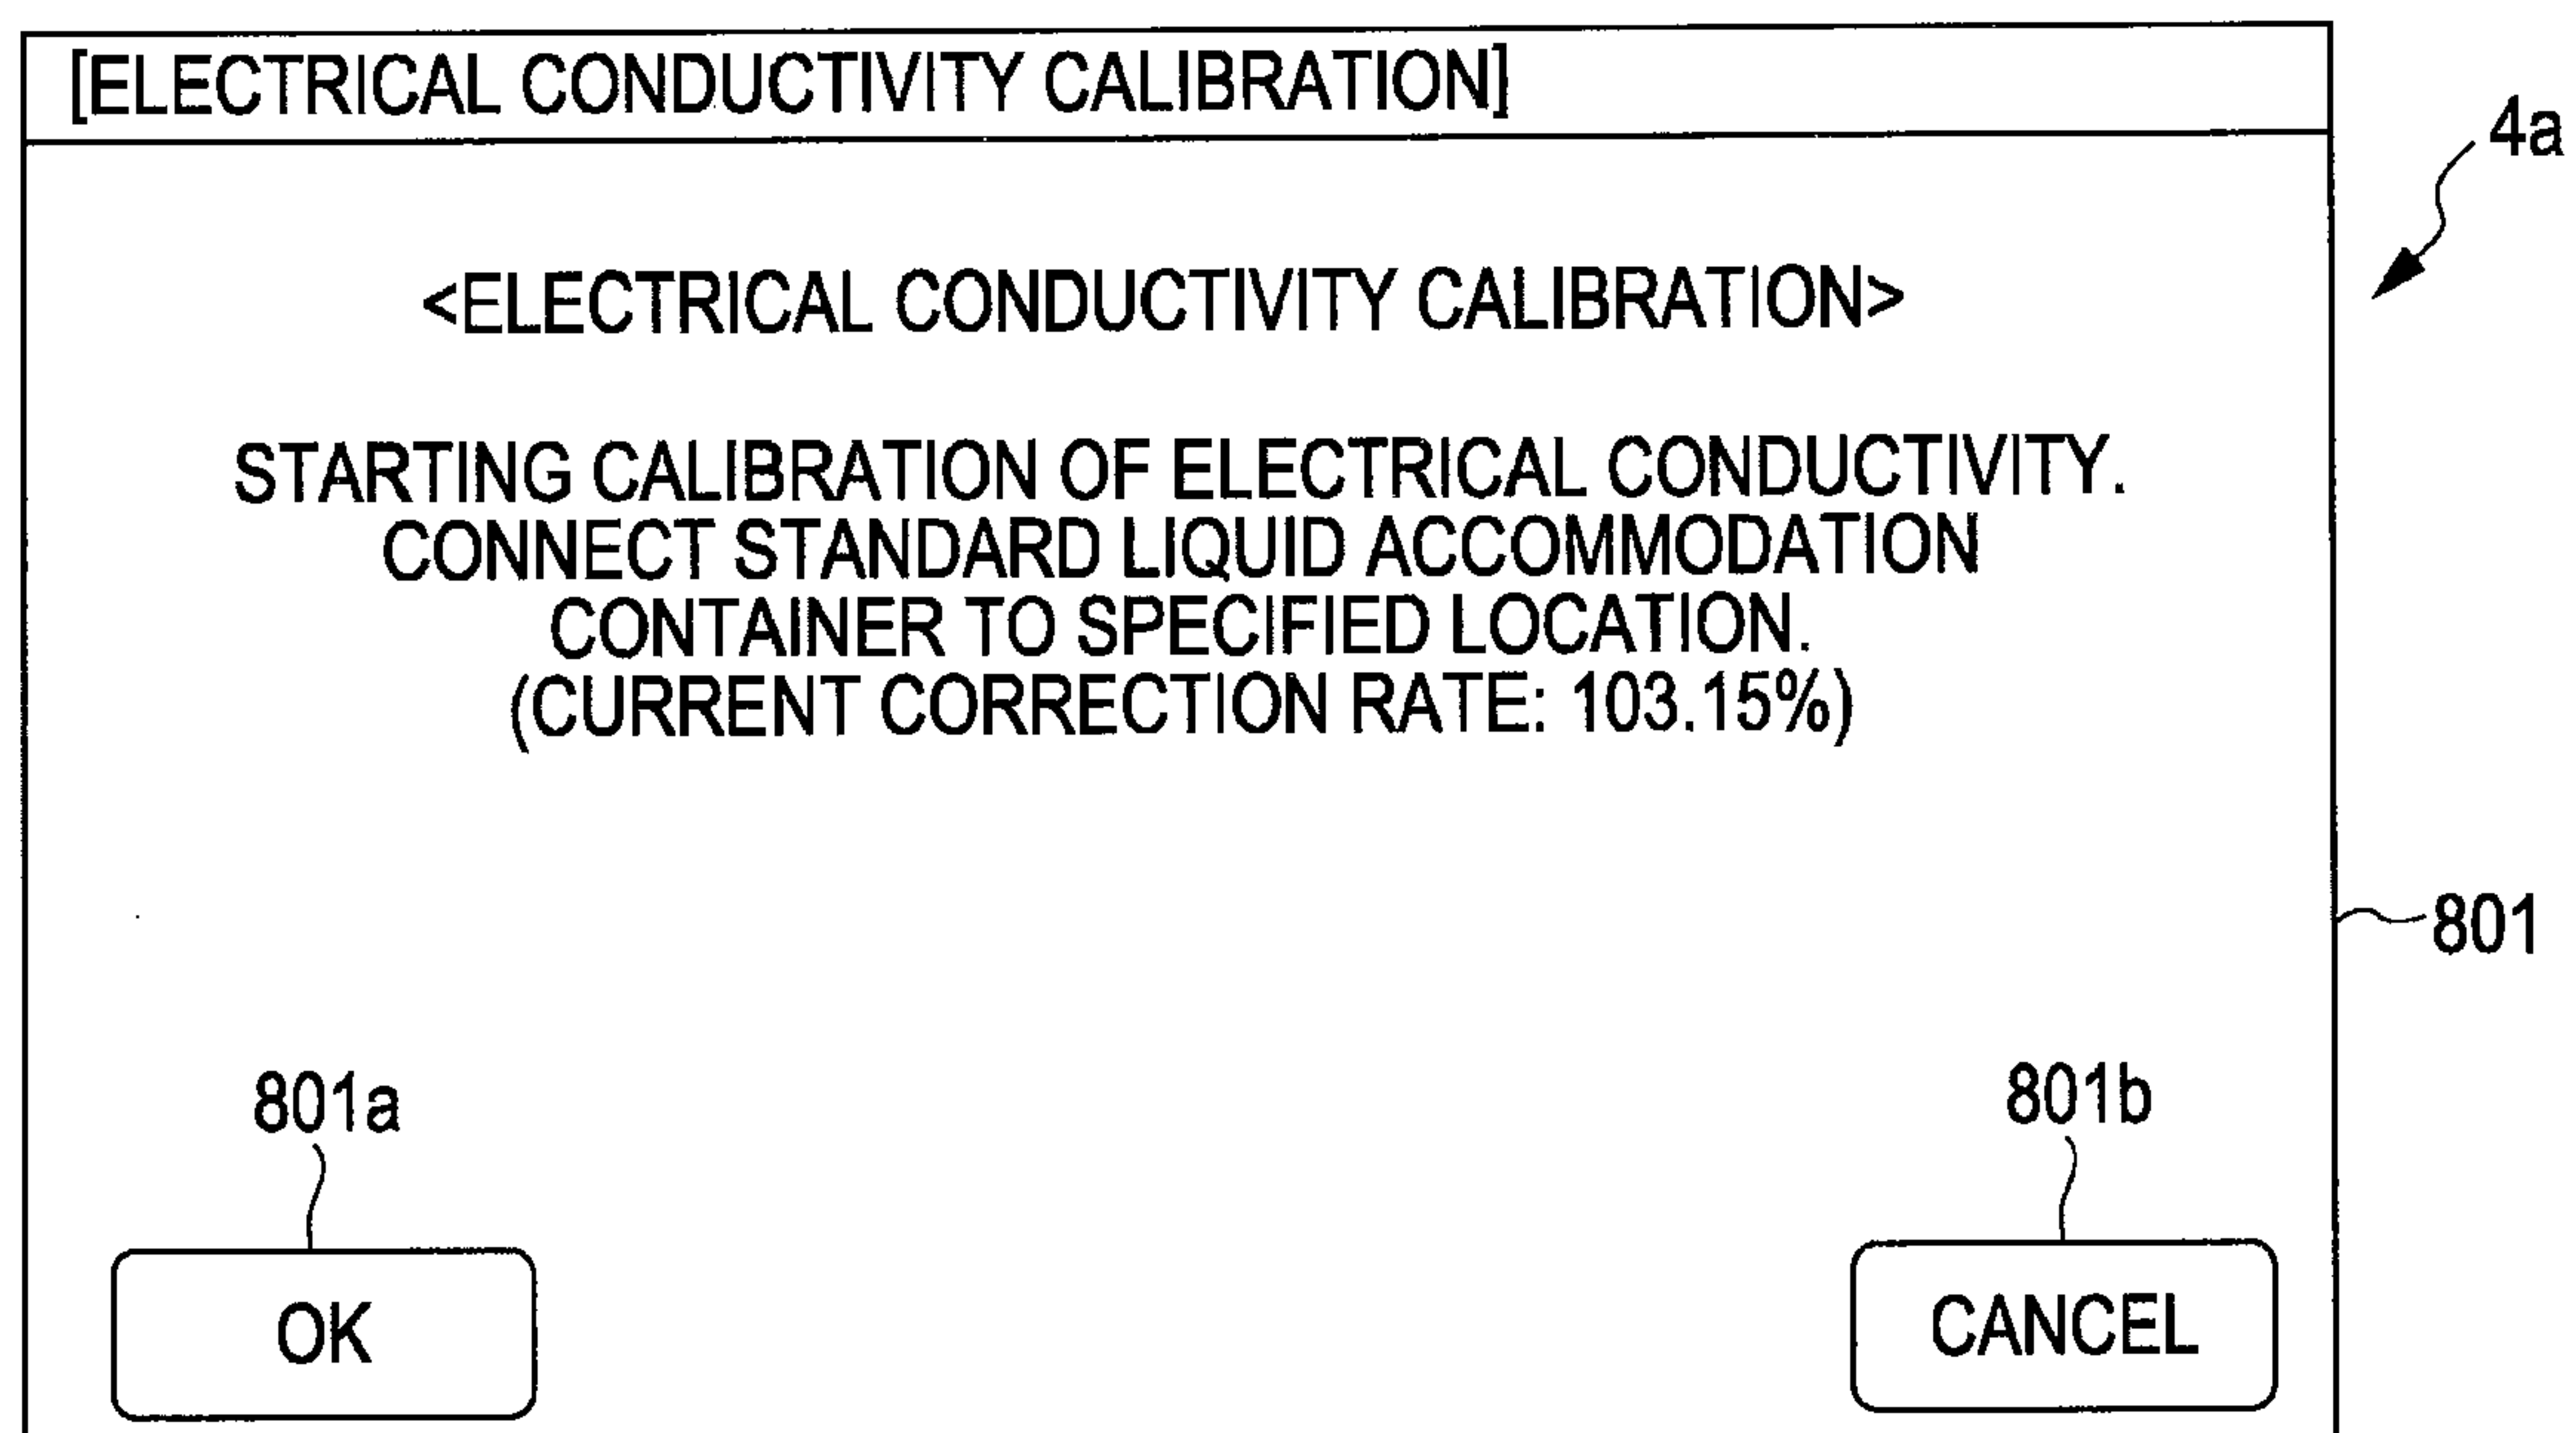 [ELECTRICAL CONDUCTIVITY CALIBRATION]
4a
<ELECTRICAL CONDUCTIVITY CALIBRATION>
STARTING CALIBRATION OF ELECTRICAL CONDUCTIVITY.
CONNECT STANDARD LIQUID ACCOMMODATION
CONTAINER TO SPECIFIED LOCATION.
(CURRENT CORRECTION RATE: 103.15%)
801
801a
801b
OK
CANCEL